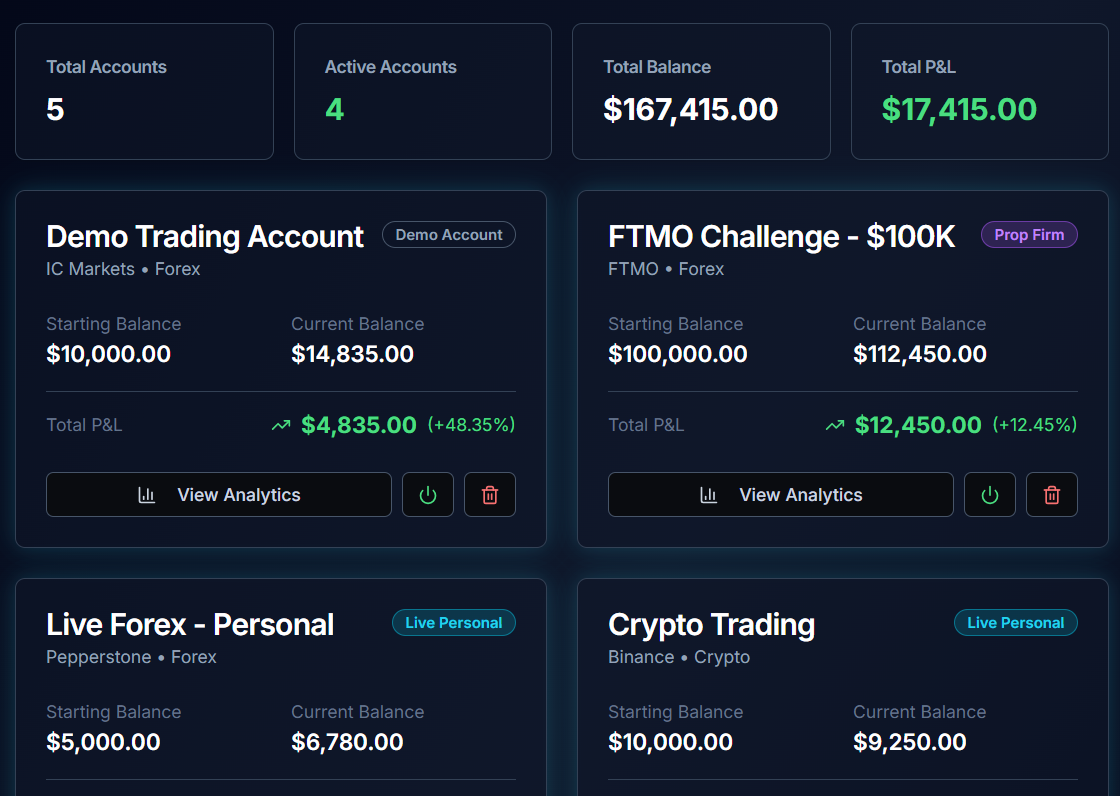 Total Accounts
5
Active Accounts
4
Total Balance
$167,415.00
Total P&L
$17,415.00
Demo Trading Account
Demo Account
IC Markets • Forex
Starting Balance
$10,000.00
Current Balance
$14,835.00
Total P&L
$4,835.00 (+48.35%)
View Analytics
FTMO Challenge - $100K
Prop Firm
FTMO • Forex
Starting Balance
$100,000.00
Current Balance
$112,450.00
Total P&L
$12,450.00 (+12.45%)
View Analytics
Live Forex - Personal
Live Personal
Pepperstone • Forex
Starting Balance
$5,000.00
Current Balance
$6,780.00
Crypto Trading
Live Personal
Binance • Crypto
Starting Balance
$10,000.00
Current Balance
$9,250.00